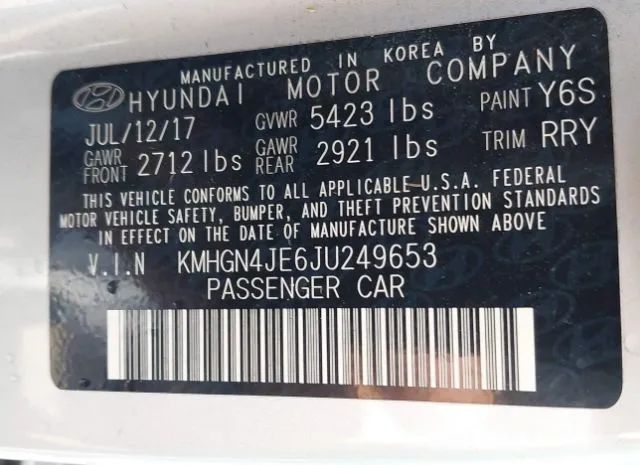 MANUFACTURED IN KOREA BY
HYUNDAI MOTOR COMPANY
JUL/12/17 GVWR 5423 lbs PAINT Y6S
GAWR FRONT 2712 lbs GAWR REAR 2921 lbs TRIM RRY
THIS VEHICLE CONFORMS TO ALL APPLICABLE U.S.A. FEDERAL
MOTOR VEHICLE SAFETY, BUMPER, AND THEFT PREVENTION STANDARDS
IN EFFECT ON THE DATE OF MANUFACTURE SHOWN ABOVE
V.I.N KMHGN4JE6JU249653
PASSENGER CAR